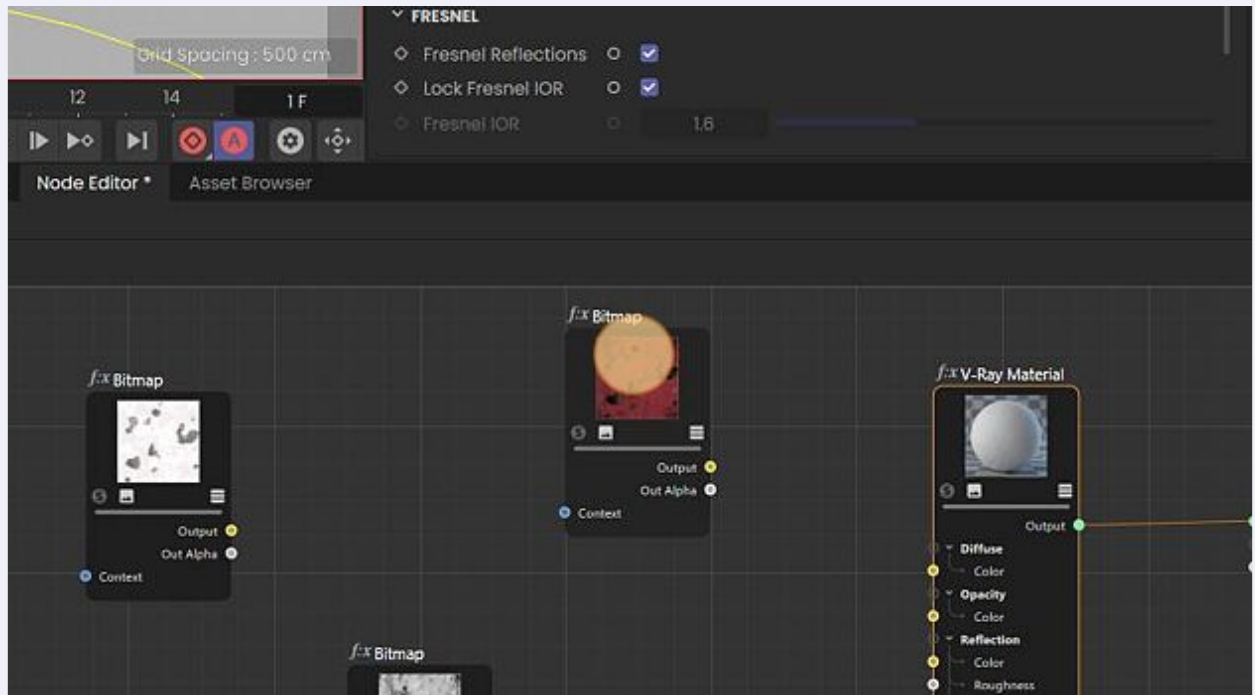 FRESNEL
Grid Spacing : 500 cm
Fresnel Reflections
Lock Fresnel IOR
12 14 1 F
Fresnel IOR 1.6
A
Node Editor * Asset Browser
f:x Bitmap
Output
Out Alpha
Context
f:x Bitmap
Output
Out Alpha
Context
f:x Bitmap
f:x V-Ray Material
Output
Diffuse
Color
Opacity
Color
Reflection
Color
Roughness